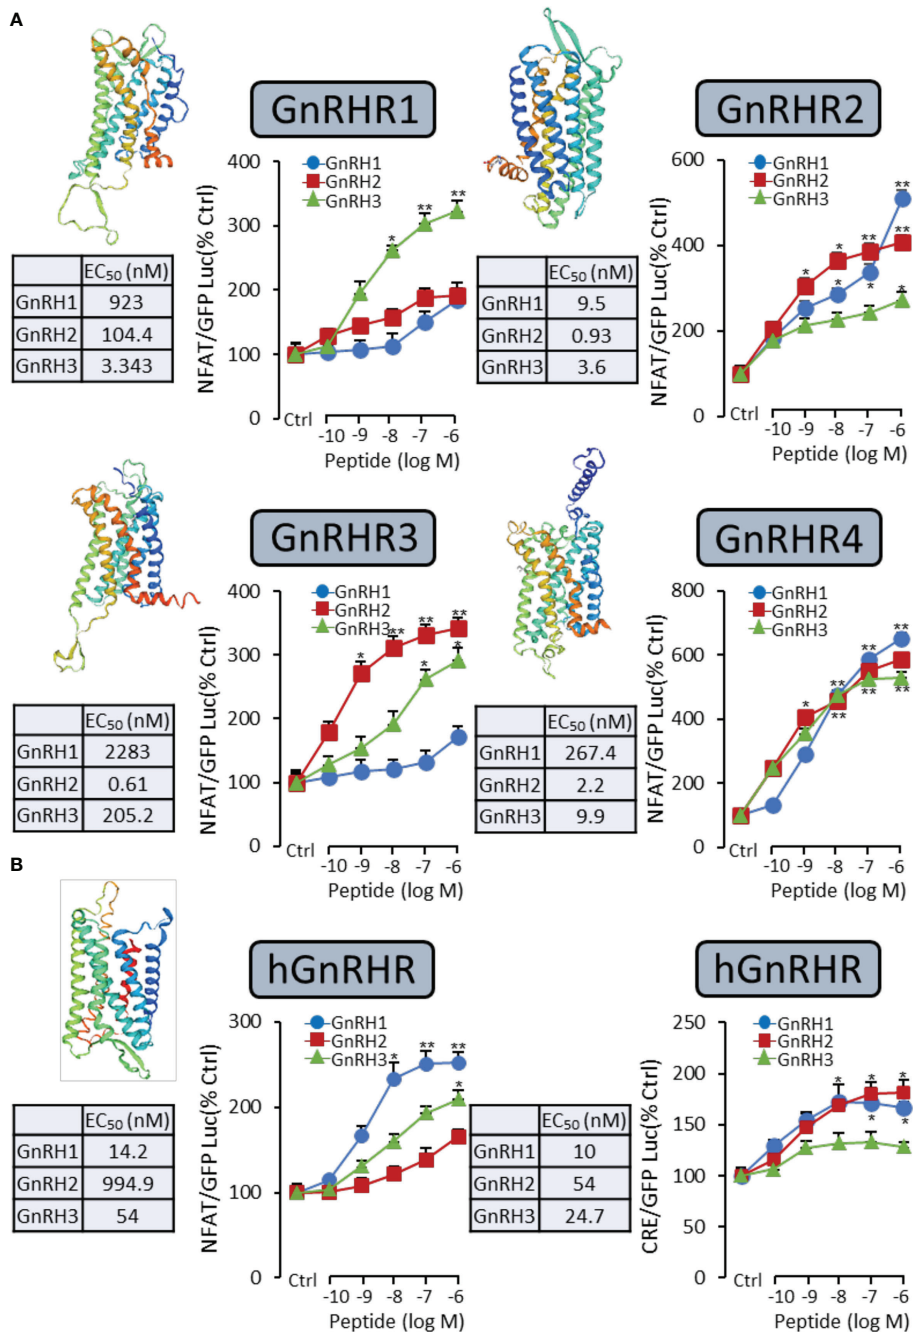 A
GnRHR1
GnRH1
GnRH2
GnRH3
400
300
200
100
0
NFAT/GFP Luc(% Ctrl)
*
**
**
Ctrl
-10 -9 -8 -7 -6
Peptide (log M)
EC50 (nM)
GnRH1 923
GnRH2 104.4
GnRH3 3.343
GnRHR2
GnRH1
GnRH2
GnRH3
600
400
200
0
NFAT/GFP Luc(% Ctrl)
*
*
**
**
**
*
*
*
Ctrl
-10 -9 -8 -7 -6
Peptide (log M)
EC50 (nM)
GnRH1 9.5
GnRH2 0.93
GnRH3 3.6
GnRHR3
GnRH1
GnRH2
GnRH3
400
300
200
100
0
NFAT/GFP Luc(% Ctrl)
*
**
**
**
*
*
Ctrl
-10 -9 -8 -7 -6
Peptide (log M)
EC50 (nM)
GnRH1 2283
GnRH2 0.61
GnRH3 205.2
GnRHR4
GnRH1
GnRH2
GnRH3
800
600
400
200
0
NFAT/GFP Luc(% Ctrl)
*
**
**
**
**
**
**
Ctrl
-10 -9 -8 -7 -6
Peptide (log M)
EC50 (nM)
GnRH1 267.4
GnRH2 2.2
GnRH3 9.9
B
hGnRHR
GnRH1
GnRH2
GnRH3
300
200
100
0
NFAT/GFP Luc(% Ctrl)
*
**
**
*
Ctrl
-10 -9 -8 -7 -6
Peptide (log M)
EC50 (nM)
GnRH1 14.2
GnRH2 994.9
GnRH3 54
hGnRHR
GnRH1
GnRH2
GnRH3
250
200
150
100
50
0
CRE/GFP Luc(% Ctrl)
*
*
*
*
*
Ctrl
-10 -9 -8 -7 -6
Peptide (log M)
EC50 (nM)
GnRH1 10
GnRH2 54
GnRH3 24.7